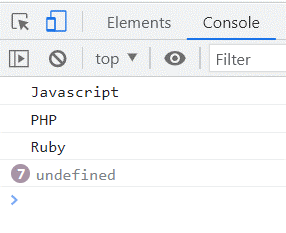 Elements Console
top Filter
Javascript
PHP
Ruby
7 undefined